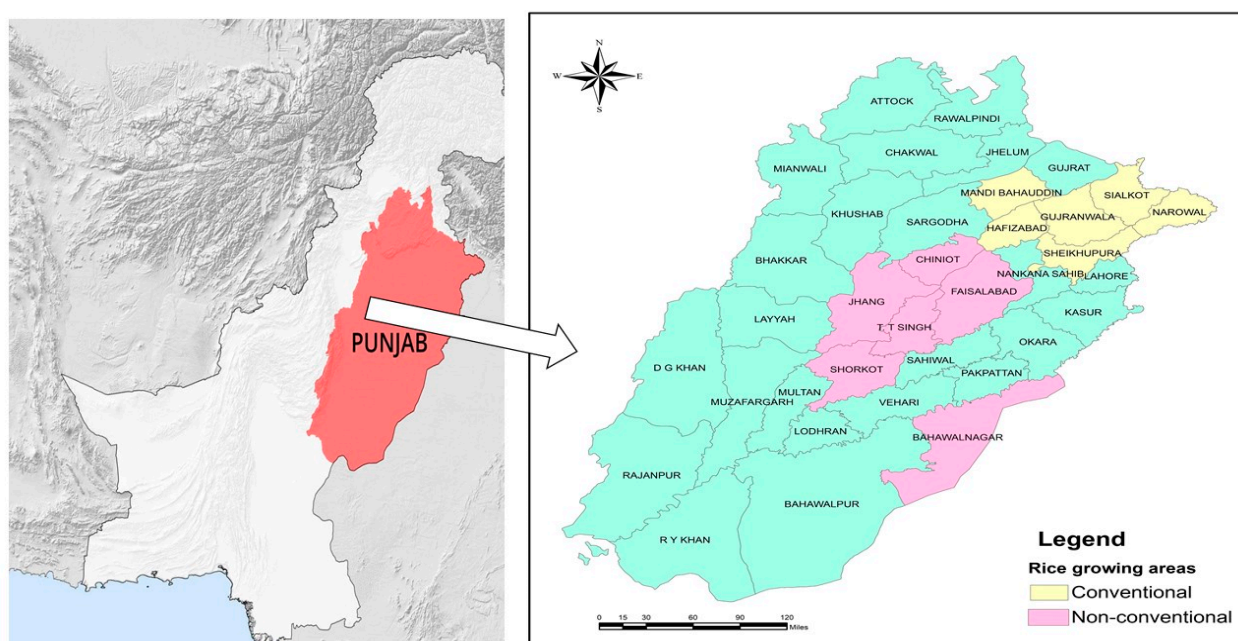 PUNJAB
N
W E
S
ATTOCK
RAWALPINDI
CHAKWAL
JHELUM
MIANWALI
GUJRAT
MANDI BAHAUDDIN
SIALKOT
KHUSHAB
GUJRANWALA
NAROWAL
SARGODHA
HAFIZABAD
SHEIKHUPURA
BHAKKAR
CHINIOT
NANKANA SAHIB
LAHORE
FAISALABAD
JHANG
KASUR
LAYYAH
T. T SINGH
OKARA
SAHIWAL
D G KHAN
SHORKOT
PAKPATTAN
MULTAN
MUZAFARGARH
VEHARI
LODHRAN
BAHAWALNAGAR
RAJANPUR
BAHAWALPUR
R Y KHAN
Legend
Rice growing areas
Conventional
Non-conventional
0 15 30 60 90 120
Miles